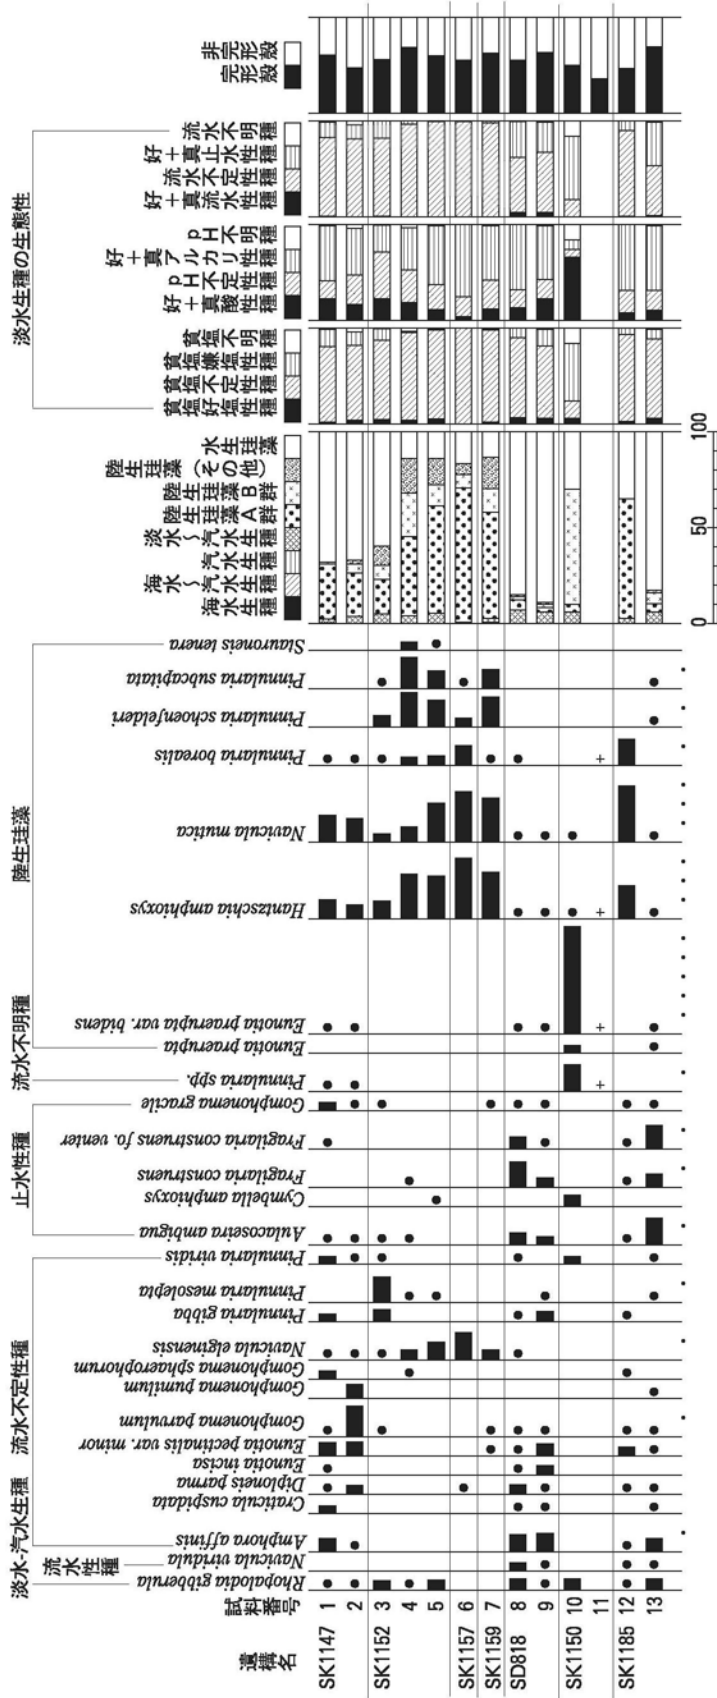 淡水生種の生態性
陸生珪藻
流水不明種
止水性種
流水不定性種
淡水-汽水生種
流水性種
遺構名
試料番号
Rhopalodia gibberula
Navicula viridula
Amphora affinis
Craticula cuspidata
Diploneis parma
Eunotia incisa
Eunotia pectinalis var. minor
Gomphonema parvulum
Gomphonema pumilum
Gomphonema sphaerophorum
Navicula elginensis
Pinnularia gibba
Pinnularia mesolepta
Pinnularia viridis
Aulacoseira ambigua
Cymbella amphioxys
Fragilaria construens
Fragilaria construens fo. venter
Gomphonema gracile
Pinnularia spp.
Eunotia praerupta
Eunotia praerupta var. bidens
Hantzschia amphioxys
Navicula mutica
Pinnularia borealis
Pinnularia schoenfelderi
Pinnularia subcapitata
Stauroneis tenera
海水生種
海水～汽水生種
汽水生種
淡水～汽水生種
陸生珪藻A群
陸生珪藻B群
陸生珪藻(その他)
水生珪藻
貧塩好塩性種
貧塩不定性種
貧塩嫌塩性種
貧塩不明種
好+真酸性種
pH不定性種
好+真アルカリ性種
pH不明種
好+真流水性種
流水不定性種
好+真止水性種
流水不明種
完形殻
非完形殻
SK1147 1
2
SK1152 3
4
5
SK1157 6
SK1159 7
SD818 8
9
SK1150 10
11
SK1185 12
13
0 50 100